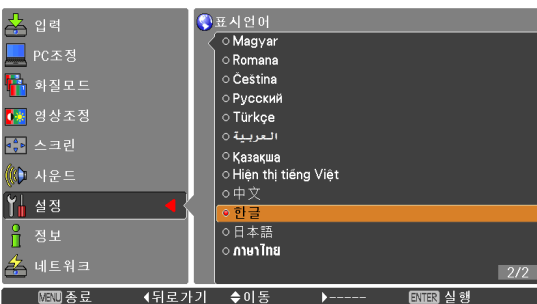 입력
PC조정
화질모드
영상조정
스크린
사운드
설정
정보
네트워크
표시언어
Magyar
Romana
Čeština
Русский
Türkçe
العربية
Қазақша
Hiện thị tiếng Việt
中文
한글
日本語
ภาษาไทย
2/2
MENU 종료 뒤로가기 이동 ----- ENTER 실행